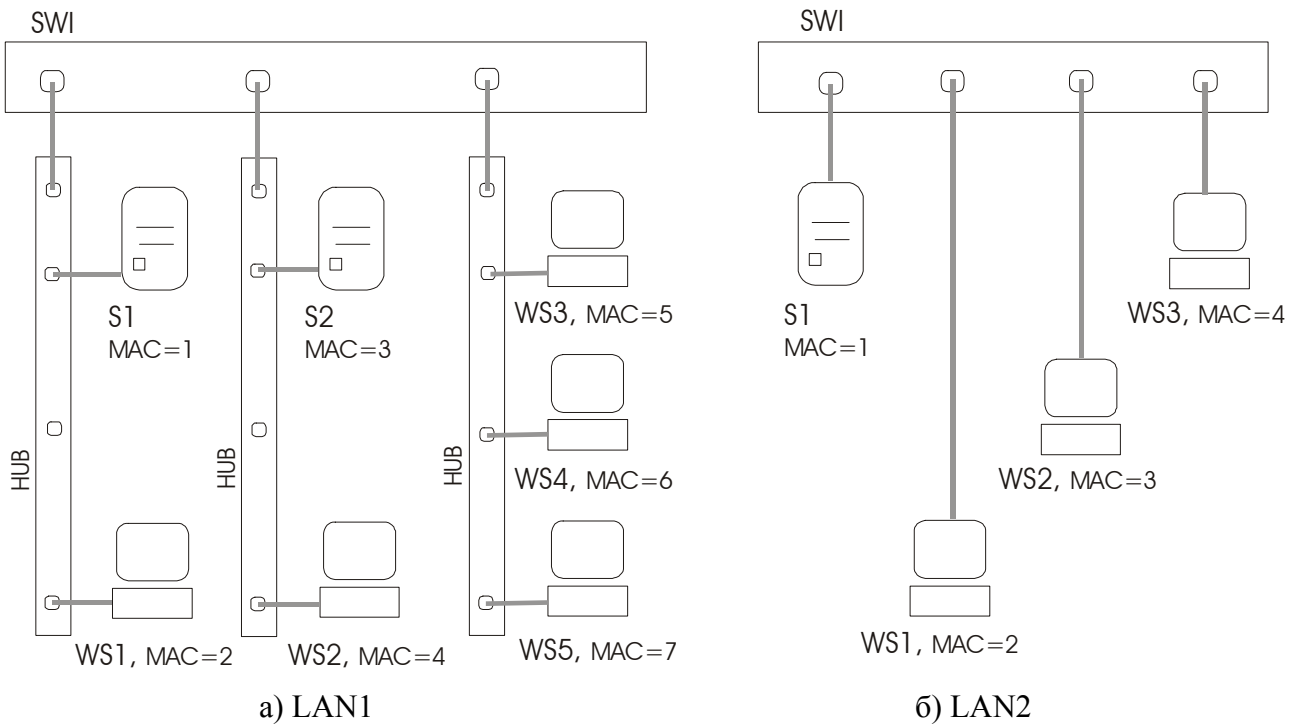 SWI
HUB
S1
MAC=1
WS1, MAC=2
HUB
S2
MAC=3
WS2, MAC=4
HUB
WS3, MAC=5
WS4, MAC=6
WS5, MAC=7
а) LAN1
SWI
S1
MAC=1
WS1, MAC=2
WS2, MAC=3
WS3, MAC=4
б) LAN2